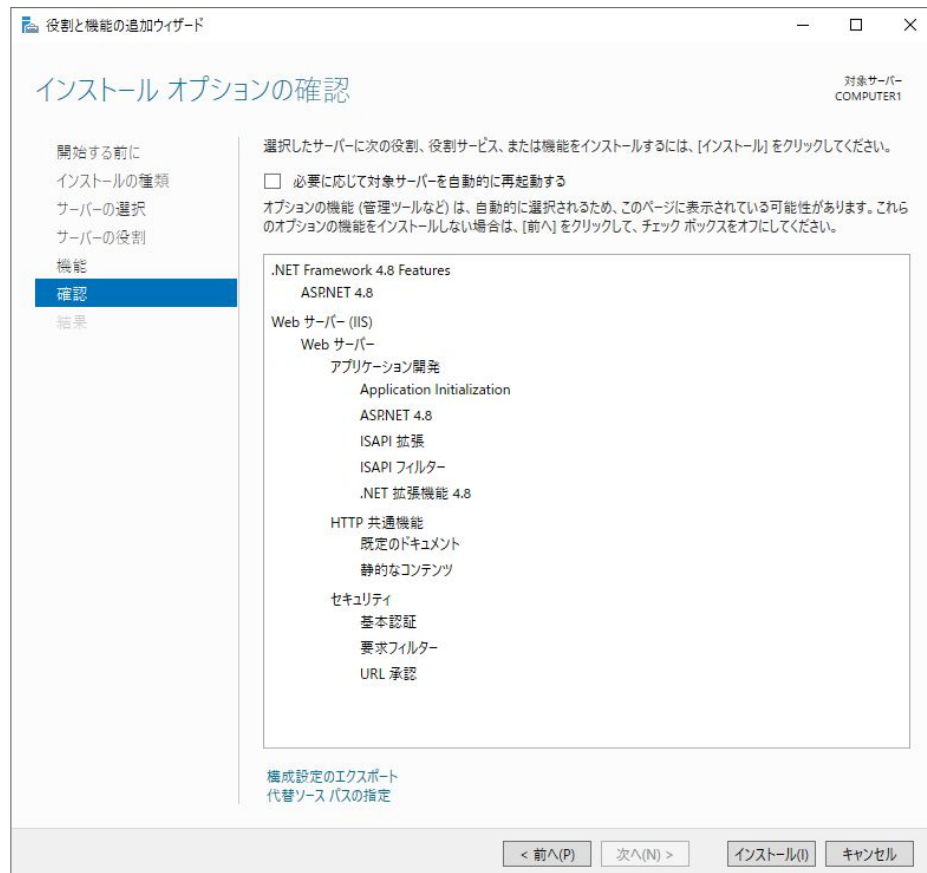 役割と機能の追加ウィザード
インストール オプションの確認
対象サーバー
COMPUTER1
開始する前に
インストールの種類
サーバーの選択
サーバーの役割
機能
確認
結果
選択したサーバーに次の役割、役割サービス、または機能をインストールするには、[インストール] をクリックしてください。
必要に応じて対象サーバーを自動的に再起動する
オプションの機能 (管理ツールなど) は、自動的に選択されるため、このページに表示されている可能性があります。これら
のオプションの機能をインストールしない場合は、[前へ] をクリックして、チェック ボックスをオフにしてください。
.NET Framework 4.8 Features
ASP.NET 4.8
Web サーバー (IIS)
Web サーバー
アプリケーション開発
Application Initialization
ASP.NET 4.8
ISAPI 拡張
ISAPI フィルター
.NET 拡張機能 4.8
HTTP 共通機能
既定のドキュメント
静的なコンテンツ
セキュリティ
基本認証
要求フィルター
URL 承認
構成設定のエクスポート
代替ソース パスの指定
< 前へ(P)
次へ(N) >
インストール(I)
キャンセル